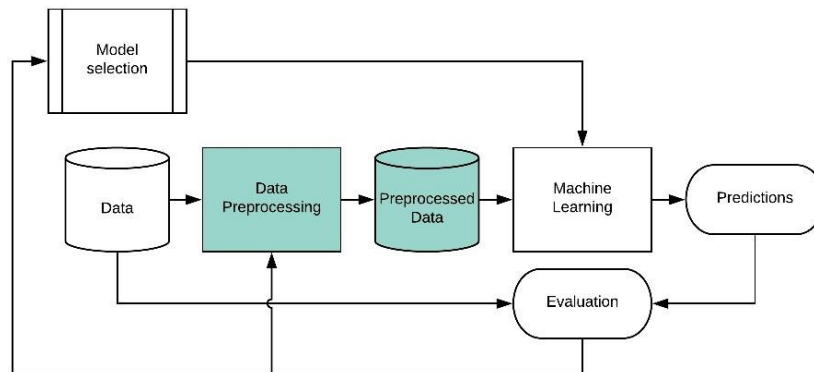 Model
selection
Data
Data
Preprocessing
Preprocessed
Data
Machine
Learning
Predictions
Evaluation